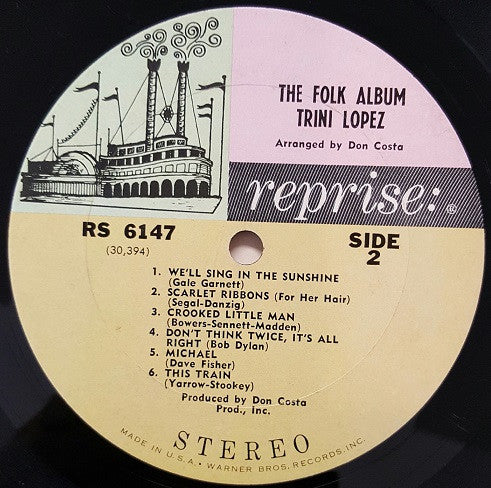 THE FOLK ALBUM
TRINI LOPEZ
Arranged by Don Costa
reprise:®
RS 6147
(30,394)
SIDE
2
1. WE'LL SING IN THE SUNSHINE
(Gale Garnett)
2. SCARLET RIBBONS (For Her Hair)
(Segal-Danzig)
3. CROOKED LITTLE MAN
(Bowers-Sennett-Madden)
4. DON'T THINK TWICE, IT'S ALL
RIGHT (Bob Dylan)
5. MICHAEL
(Dave Fisher)
6. THIS TRAIN
(Yarrow-Stookey)
Produced by Don Costa
Prod., Inc.
STEREO
MADE IN U.S.A. • WARNER BROS. RECORDS INC.